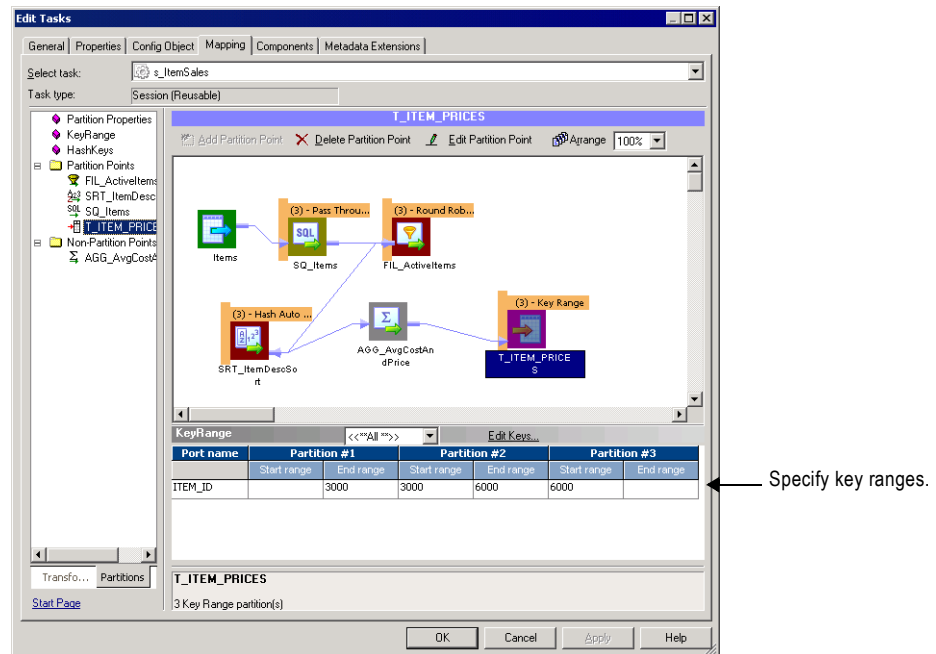 Edit Tasks
General Properties Config Object Mapping Components Metadata Extensions
Select task: s_ItemSales
Task type: Session (Reusable)
Partition Properties
KeyRange
HashKeys
Partition Points
FIL_ActiveItems
SRT_ItemDesc
SQL SQ_Items
T_ITEM_PRICE
Non-Partition Points
AGG_AvgCostA
Transfo... Partitions
Start Page
T_ITEM_PRICES
Add Partition Point Delete Partition Point Edit Partition Point Arrange 100%
(3) - Pass Throu...
(3) - Round Rob...
SQL
Items
SQ_Items
FIL_ActiveItems
(3) - Hash Auto ...
(3) - Key Range
SRT_ItemDescSo
rt
AGG_AvgCostAn
dPrice
T_ITEM_PRICE
S
KeyRange <<**All **>> Edit Keys...
Port name Partition #1 Partition #2 Partition #3
Start range End range Start range End range Start range End range
ITEM_ID 3000 3000 6000 6000
Specify key ranges.
T_ITEM_PRICES
3 Key Range partition(s)
OK Cancel Apply Help